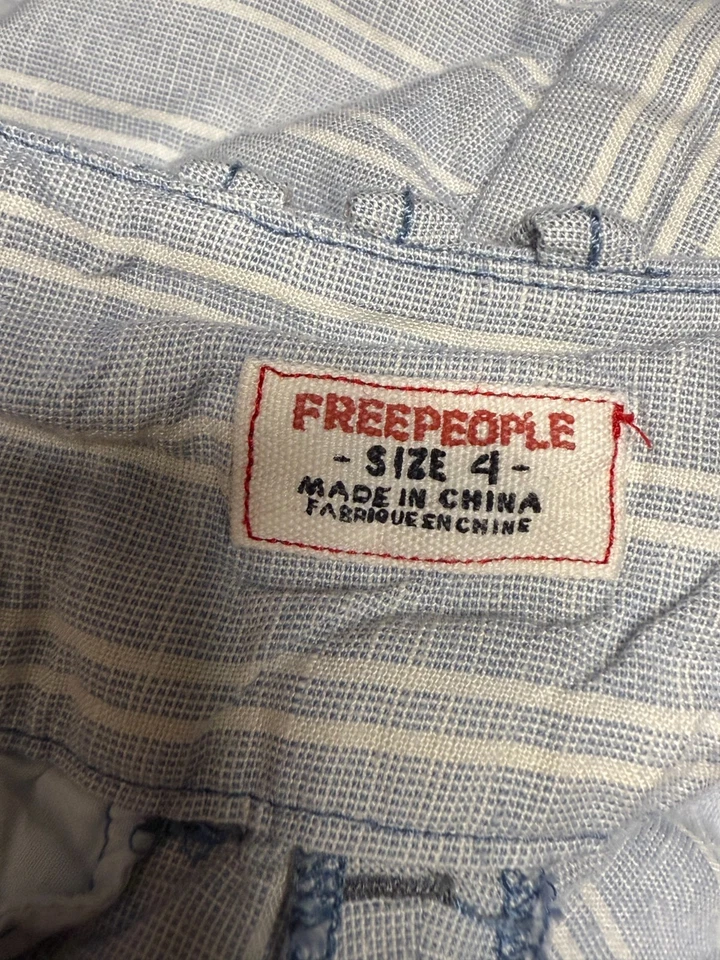 FREEPEOPLE
- SIZE 4 -
MADE IN CHINA
FABRIQUE EN CHINE